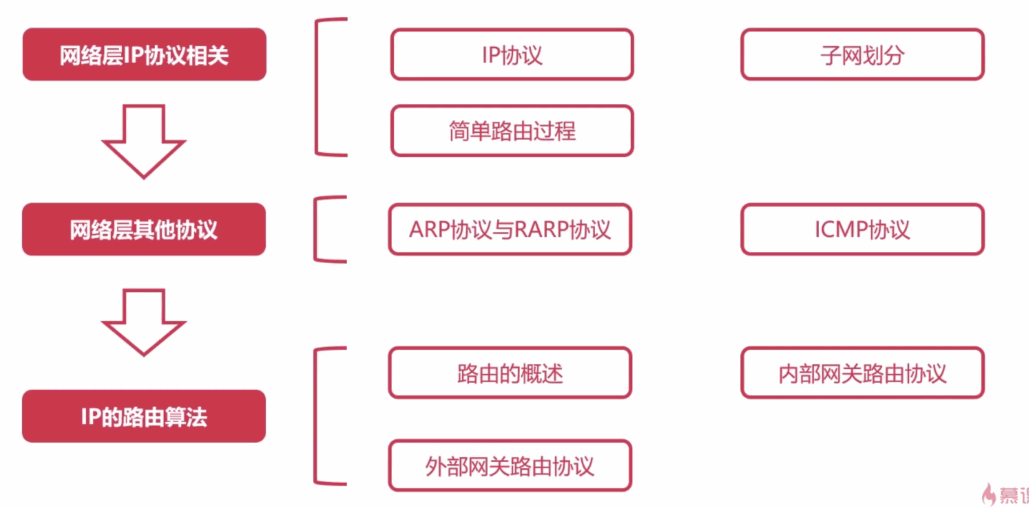 网络层IP协议相关
IP协议
子网划分
简单路由过程
网络层其他协议
ARP协议与RARP协议
ICMP协议
IP的路由算法
路由的概述
内部网关路由协议
外部网关路由协议
慕